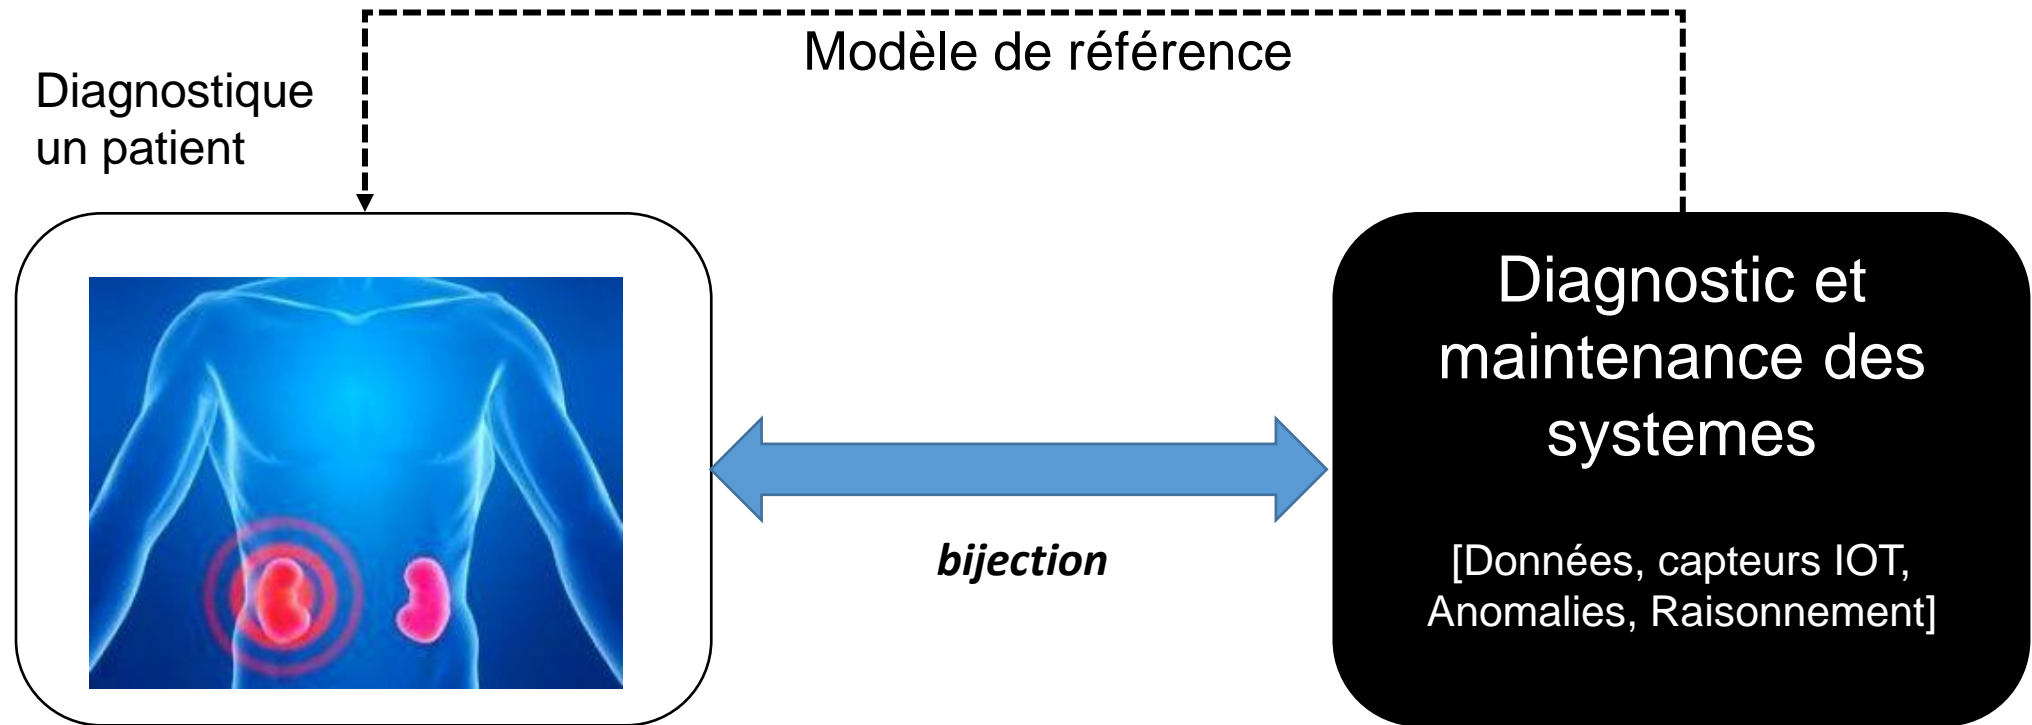 Modèle de référence
Diagnostique
un patient
Diagnostic et
maintenance des
systemes
bijection
[Données, capteurs IOT,
Anomalies, Raisonnement]